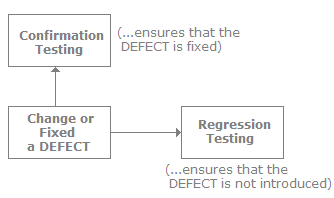 Confirmation
Testing
(...ensures that the
DEFECT is fixed)
Change or
Fixed
a DEFECT
Regression
Testing
(...ensures that the
DEFECT is not introduced)